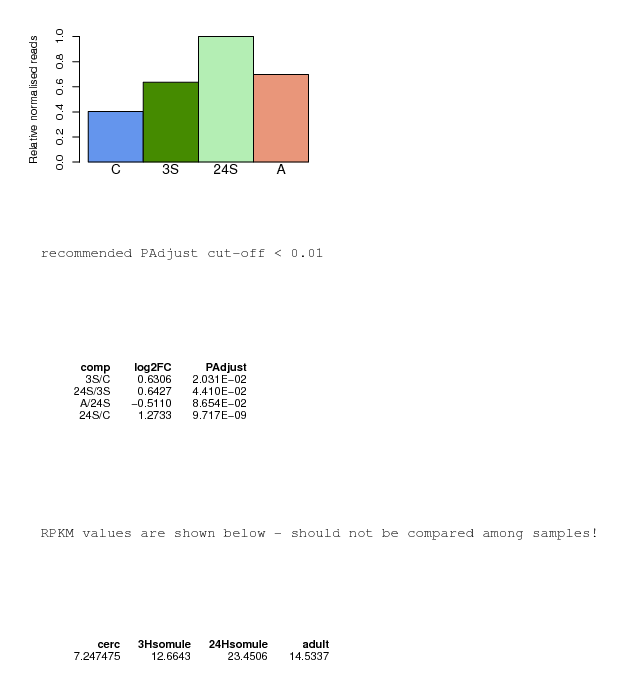 Relative normalised reads
1.0
0.8
0.6
0.4
0.2
0.0
C 3S 24S A
recommended PAdjust cut-off < 0.01
comp log2FC PAdjust
3S/C 0.6306 2.031E−02
24S/3S 0.6427 4.410E−02
A/24S −0.5110 8.654E−02
24S/C 1.2733 9.717E−09
RPKM values are shown below - should not be compared among samples!
cerc 3Hsomule 24Hsomule adult
7.247475 12.6643 23.4506 14.5337